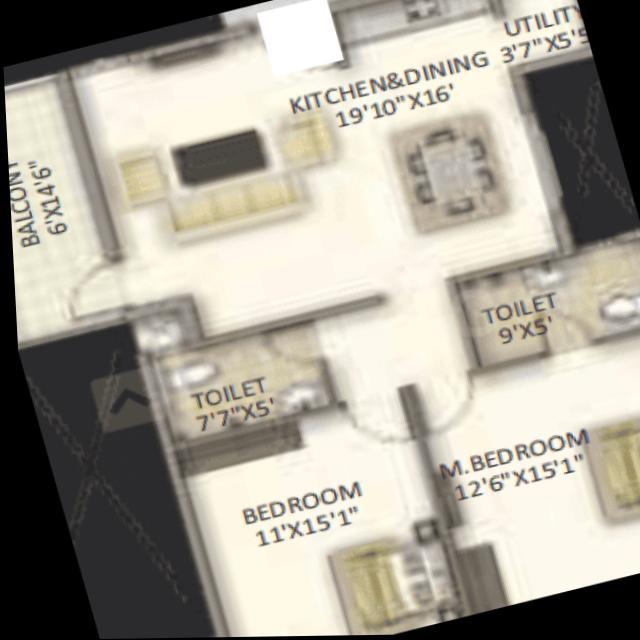 UTILITY
3'7"X5'5
KITCHEN&DINING
19'10"X16'
BALCONY
6'X14'6"
TOILET
9'X5'
TOILET
7'7"X5'
M.BEDROOM
12'6"X15'1"
BEDROOM
11'X15'1"